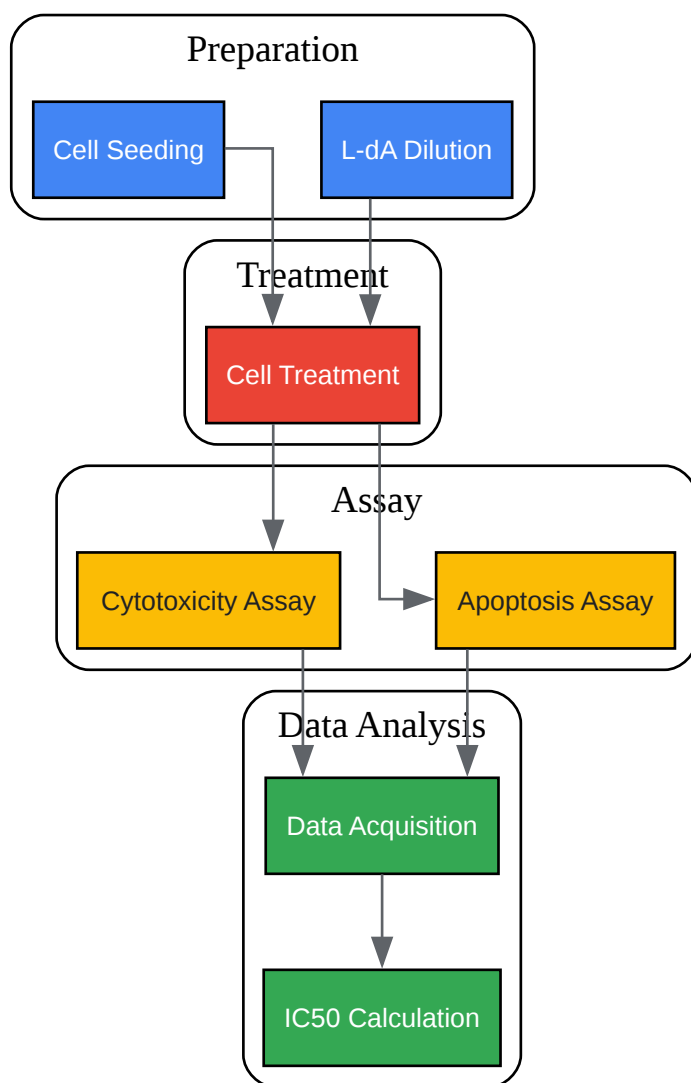 Preparation
Cell Seeding
L-dA Dilution
Treatment
Cell Treatment
Assay
Cytotoxicity Assay
Apoptosis Assay
Data Analysis
Data Acquisition
IC50 Calculation